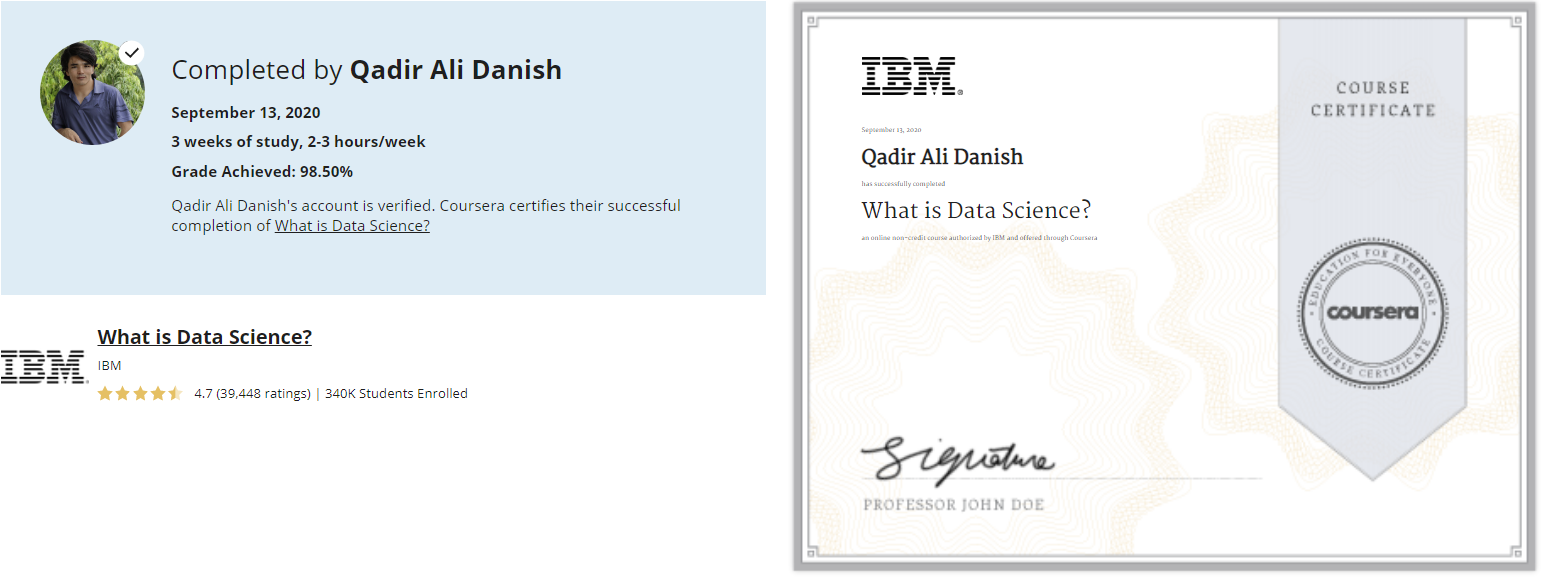 Completed by Qadir Ali Danish
September 13, 2020
3 weeks of study, 2-3 hours/week
Grade Achieved: 98.50%
Qadir Ali Danish's account is verified. Coursera certifies their successful
completion of What is Data Science?
IBM
What is Data Science?
IBM
4.7 (39,448 ratings) | 340K Students Enrolled
IBM®
September 13, 2020
Qadir Ali Danish
has successfully completed
What is Data Science?
an online non-credit course authorized by IBM and offered through Coursera
Signature
PROFESSOR JOHN DOE
COURSE
CERTIFICATE
EDUCATION FOR EVERYONE
coursera
COURSE CERTIFICATE